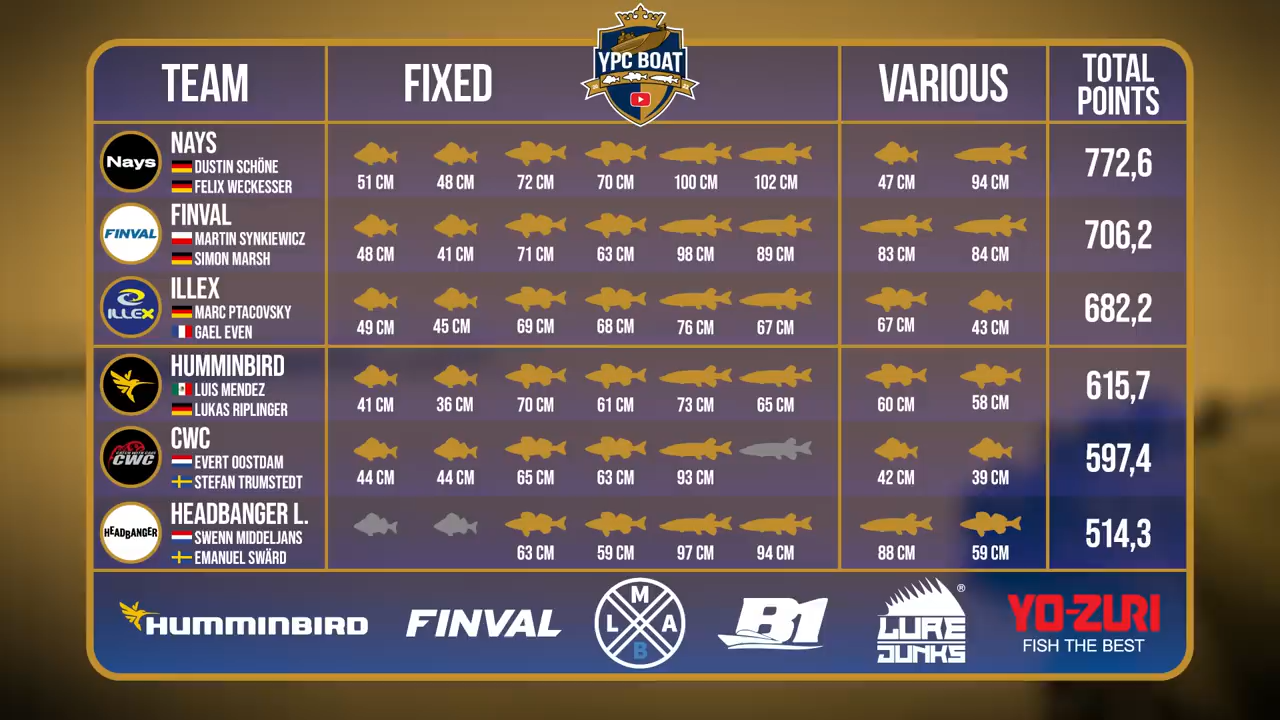 YPC BOAT
TEAM FIXED VARIOUS TOTAL POINTS
Nays
NAYS
DUSTIN SCHÖNE
FELIX WECKESSER
51 CM 48 CM 72 CM 70 CM 100 CM 102 CM 47 CM 94 CM
772,6
FINVAL
FINVAL
MARTIN SYNKIEWICZ
SIMON MARSH
48 CM 41 CM 71 CM 63 CM 98 CM 89 CM 83 CM 84 CM
706,2
ILLEX
ILLEX
MARC PTACOVSKY
GAEL EVEN
49 CM 45 CM 69 CM 68 CM 76 CM 67 CM 67 CM 43 CM
682,2
HUMMINBIRD
LUIS MENDEZ
LUKAS RIPLINGER
41 CM 36 CM 70 CM 61 CM 73 CM 65 CM 60 CM 58 CM
615,7
CWC
CWC
EVERT OOSTDAM
STEFAN TRUMSTEDT
44 CM 44 CM 65 CM 63 CM 93 CM 42 CM 39 CM
597,4
HEADBANGER
HEADBANGER L.
SWENN MIDDELJANS
EMANUEL SWÄRD
63 CM 59 CM 97 CM 94 CM 88 CM 59 CM
514,3
HUMMINBIRD
FINVAL
M
L A
B
B1
LURE
JUNKS®
YO-ZURI
FISH THE BEST